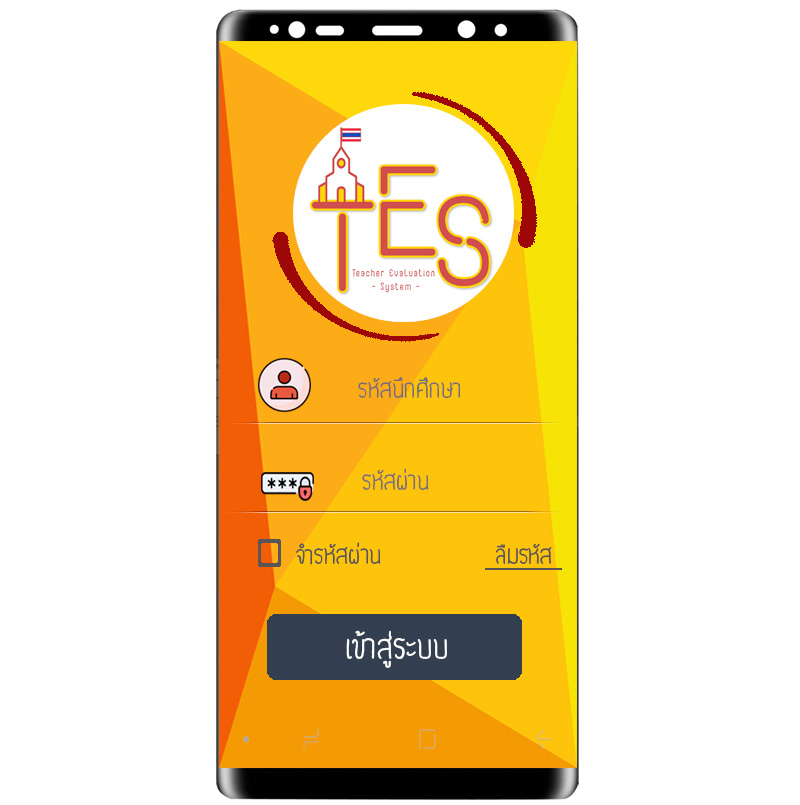 TES
Teacher Evaluation
- System -
รหัสนึกศึกษา
***
รหัสผ่าน
จำรหัสผ่าน
ลืมรหัส
เข้าสู่ระบบ